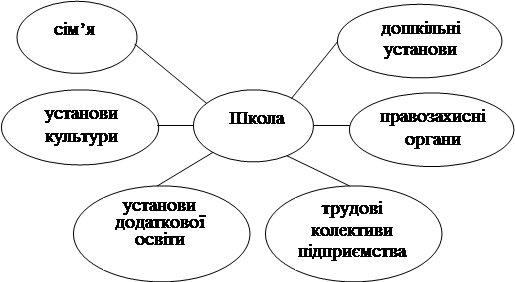 сім’я
дошкільні
установи
установи
культури
Школа
правозахисні
органи
установи
додаткової
освіти
трудові
колективи
підприємства